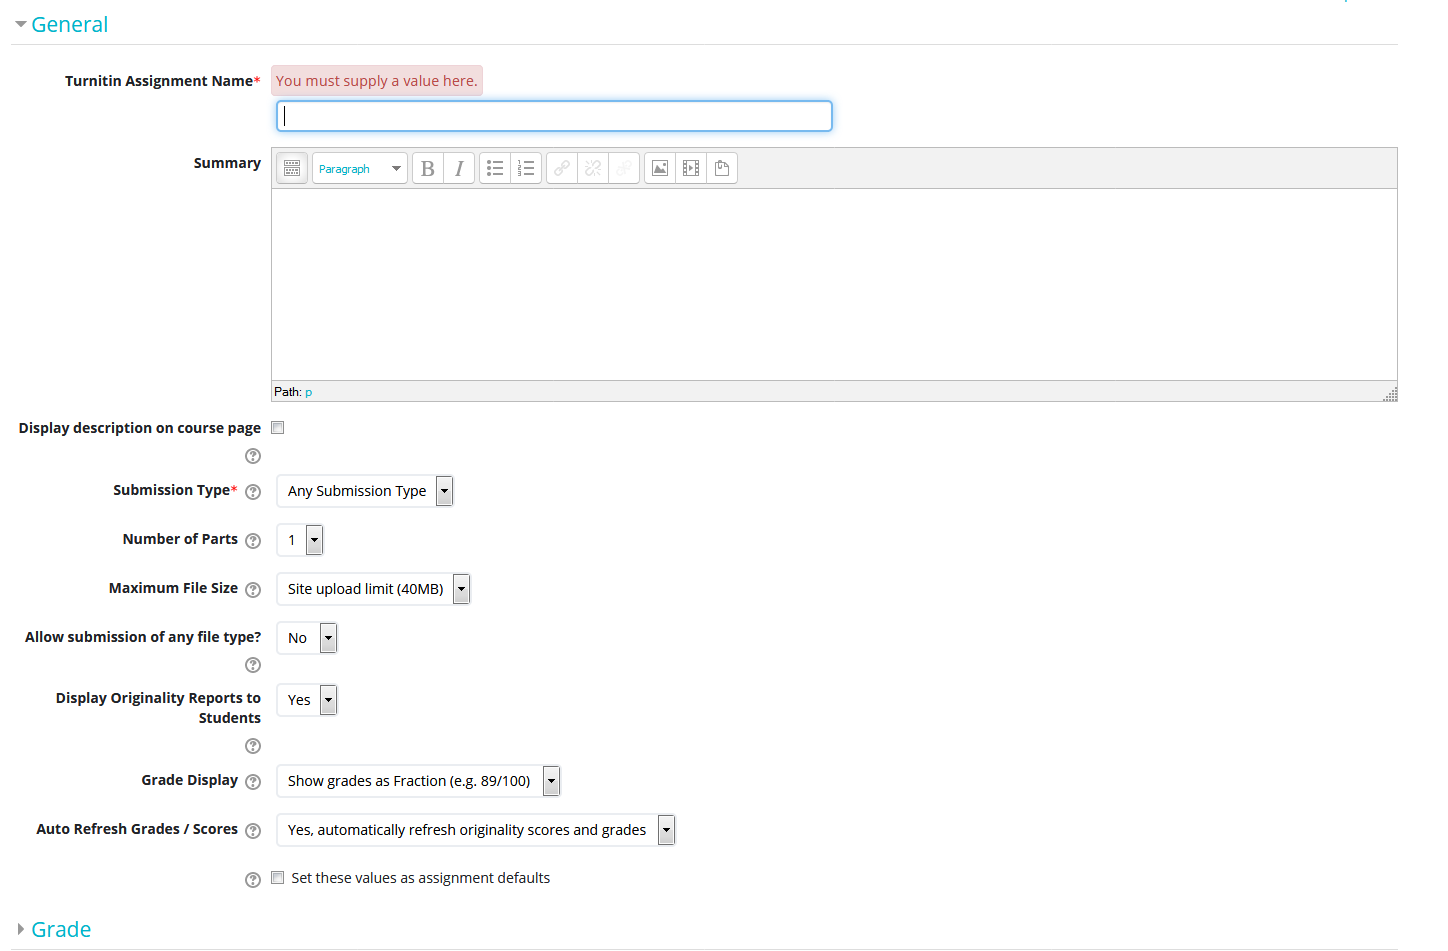 General
Turnitin Assignment Name* You must supply a value here.
Summary
Paragraph B I
Path: p
Display description on course page
Submission Type* Any Submission Type
Number of Parts 1
Maximum File Size Site upload limit (40MB)
Allow submission of any file type? No
Display Originality Reports to Yes
Students
Grade Display Show grades as Fraction (e.g. 89/100)
Auto Refresh Grades / Scores Yes, automatically refresh originality scores and grades
Set these values as assignment defaults
Grade